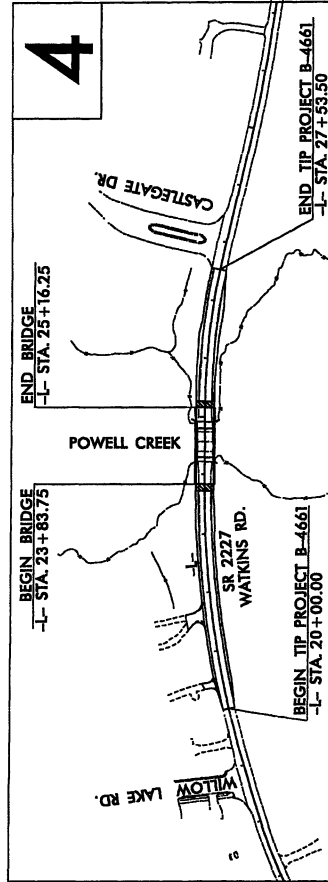 4
BEGIN BRIDGE
-L- STA. 23+83.75
END BRIDGE
-L- STA. 25+16.25
POWELL CREEK
CASTLEGATE DR.
WILLOW LAKE RD.
-L-
SR 2227
WATKINS RD.
BEGIN TIP PROJECT B-4661
-L- STA. 20+00.00
END TIP PROJECT B-4661
-L- STA. 27+53.50